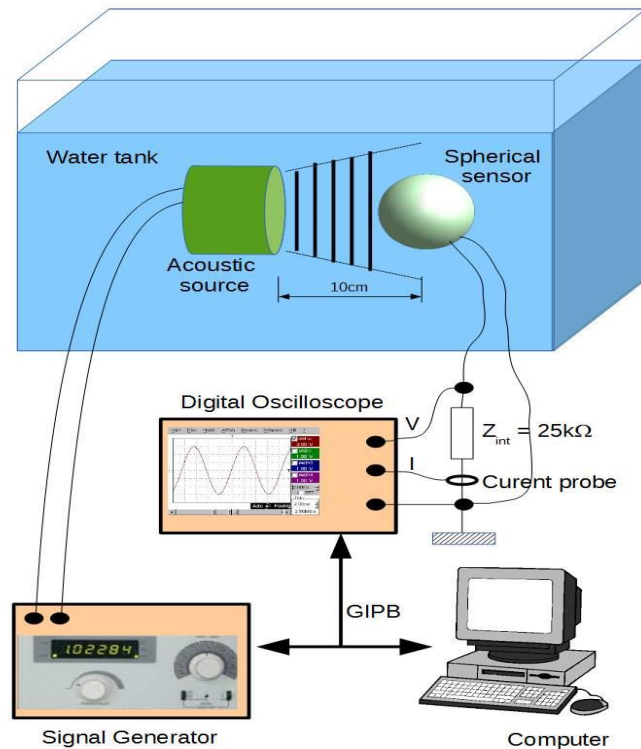 Water tank
Spherical
sensor
Acoustic
source
10cm
Digital Oscilloscope
V
Z_int = 25kΩ
I
Curent probe
GIPB
102284
Signal Generator
Computer